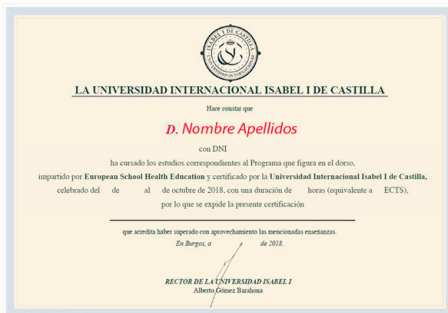 LA UNIVERSIDAD INTERNACIONAL ISABEL I DE CASTILLA
Hace constar que
D. Nombre Apellidos
con DNI
ha cursado los estudios correspondientes al Programa que figura en el dorso,
impartido por European School Health Education y certificado por la Universidad Internacional Isabel I de Castilla,
celebrado del de al de octubre de 2018, con una duración de horas (equivalente a ECTS),
por lo que se expide la presente certificación
que acredita haber superado con aprovechamiento las mencionadas enseñanzas.
En Burgos, a de 2018.
RECTOR DE LA UNIVERSIDAD ISABEL I
Alberto Gómez Barahona